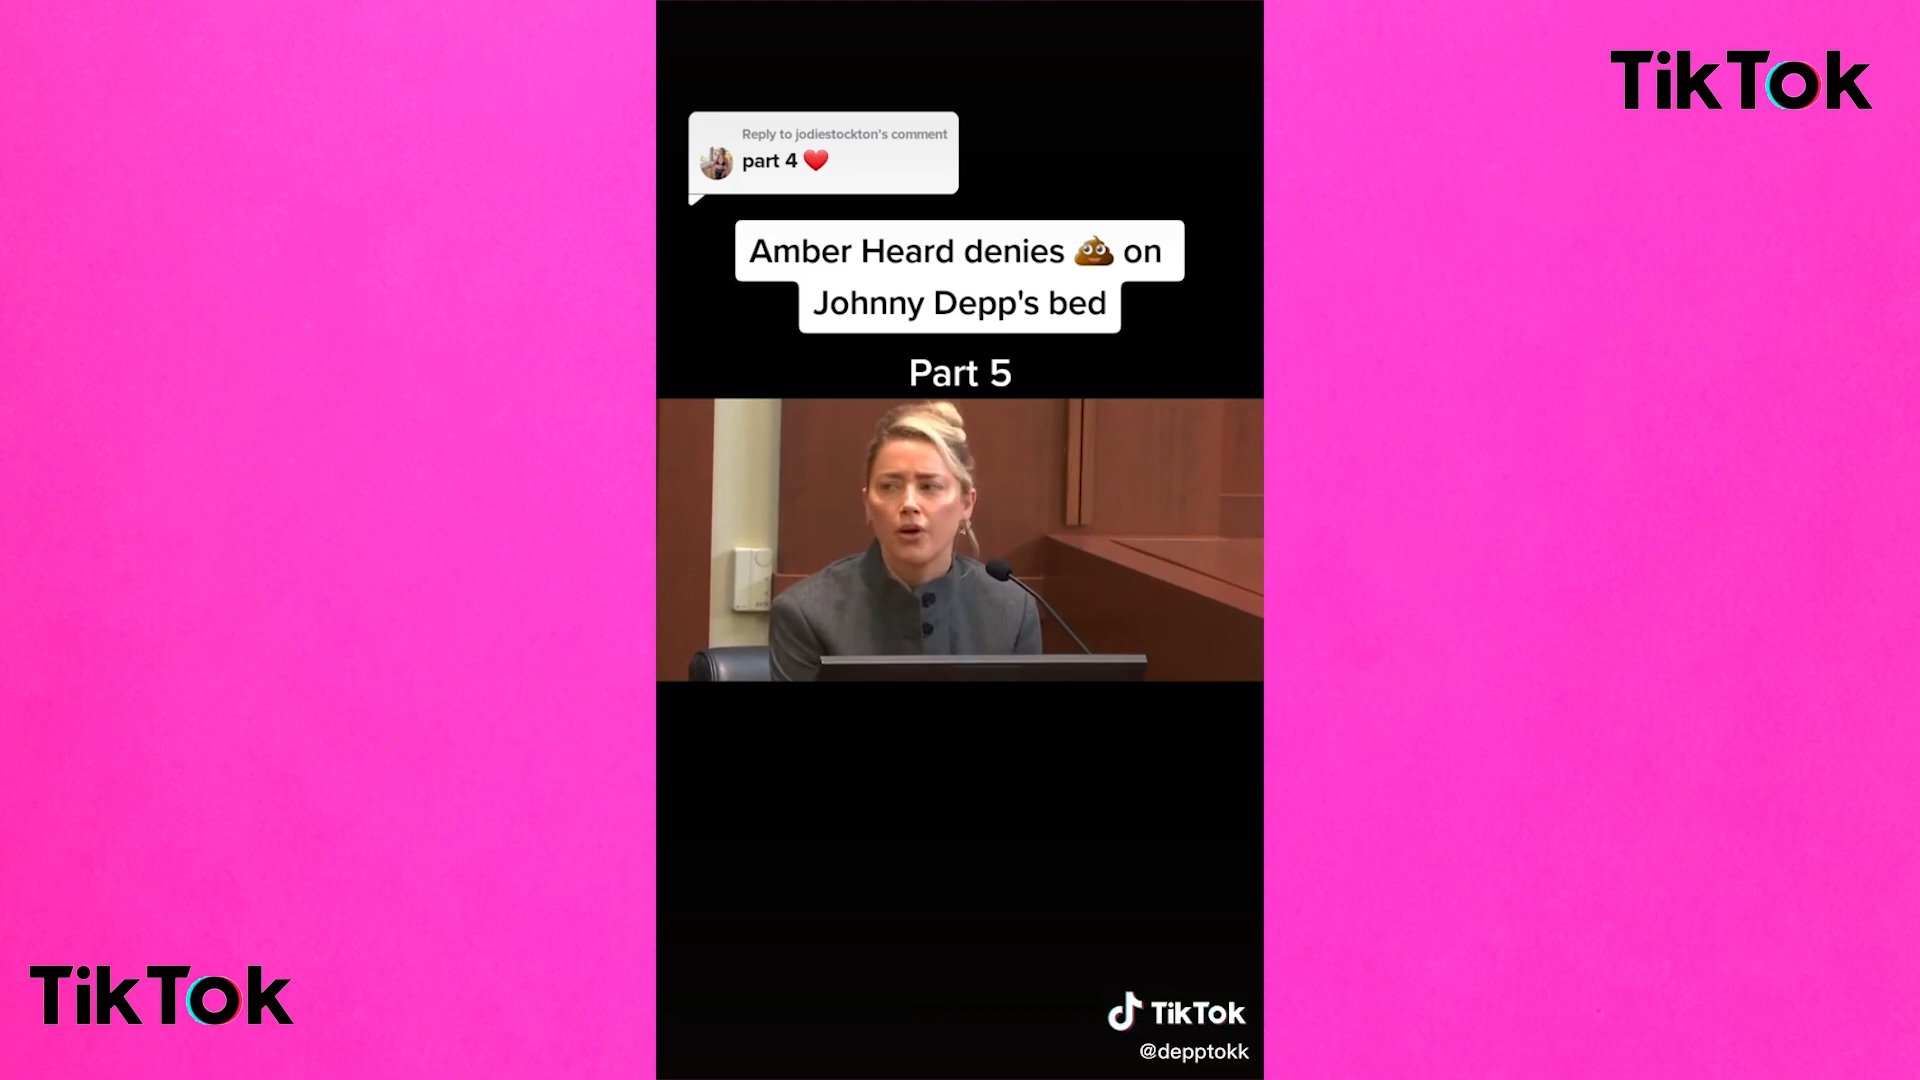 TikTok
Reply to jodiestockton's comment
part 4 ❤️
Amber Heard denies 💩 on
Johnny Depp's bed
Part 5
TikTok
TikTok
@depptokk